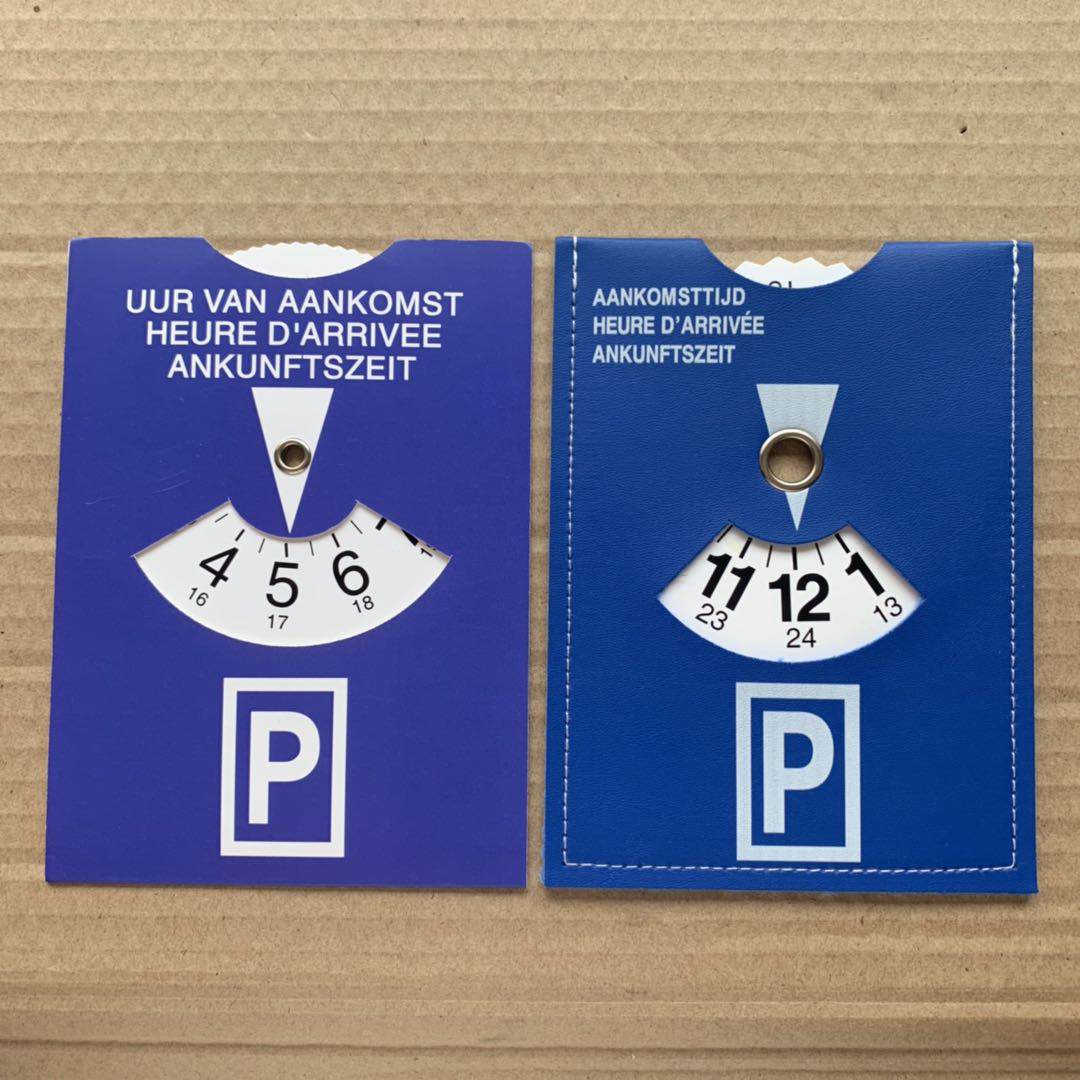 UUR VAN AANKOMST
HEURE D'ARRIVEE
ANKUNFTSZEIT
4 5 6
16 17 18
P
AANKOMSTTIJD
HEURE D'ARRIVÉE
ANKUNFTSZEIT
11 12 1
23 24 13
P